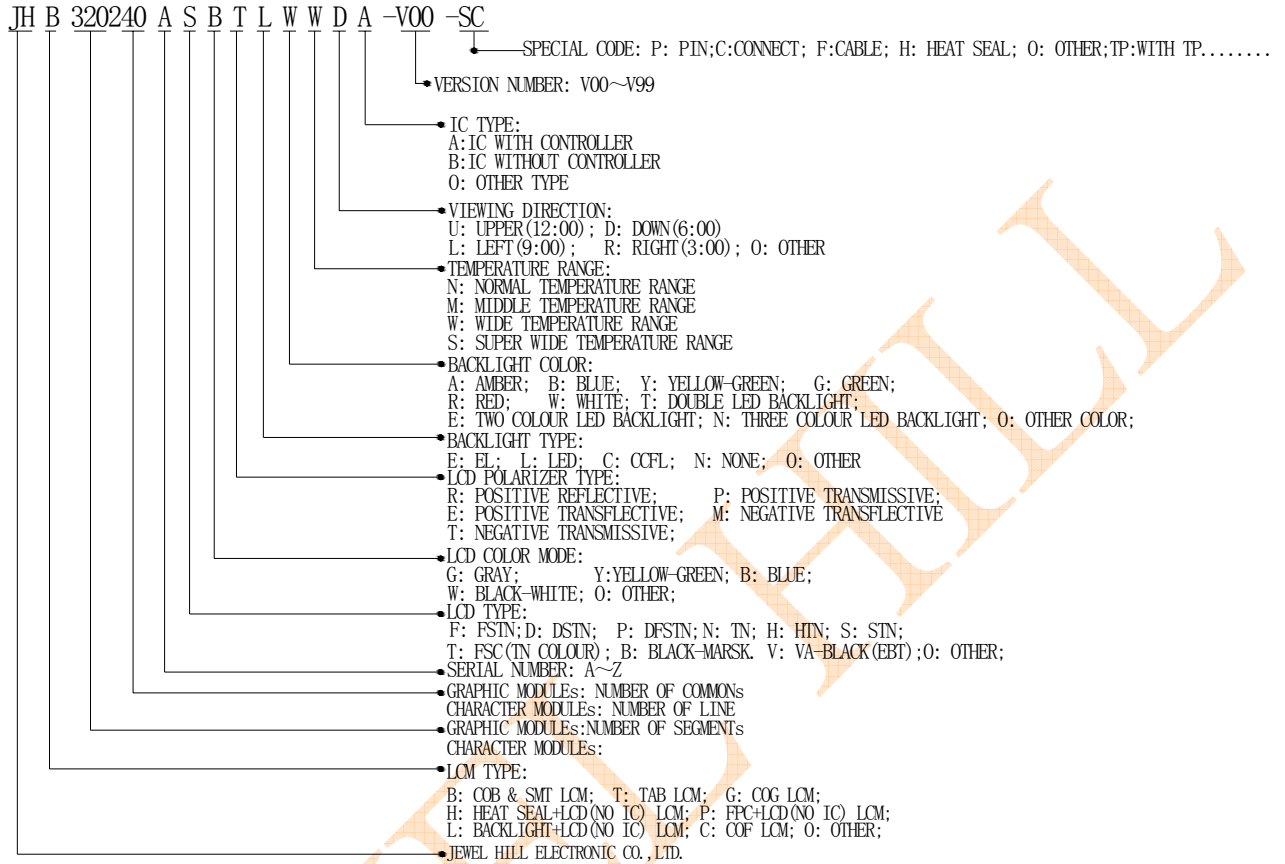 JH B 320240 A S B T L W W D A -V00 -SC
SPECIAL CODE: P: PIN;C:CONNECT; F:CABLE; H: HEAT SEAL; O: OTHER;TP:WITH TP........
VERSION NUMBER: V00～V99
IC TYPE:
A:IC WITH CONTROLLER
B:IC WITHOUT CONTROLLER
O: OTHER TYPE
VIEWING DIRECTION:
U: UPPER(12:00); D: DOWN(6:00)
L: LEFT(9:00); R: RIGHT(3:00); O: OTHER
TEMPERATURE RANGE:
N: NORMAL TEMPERATURE RANGE
M: MIDDLE TEMPERATURE RANGE
W: WIDE TEMPERATURE RANGE
S: SUPER WIDE TEMPERATURE RANGE
BACKLIGHT COLOR:
A: AMBER; B: BLUE; Y: YELLOW-GREEN; G: GREEN;
R: RED; W: WHITE; T: DOUBLE LED BACKLIGHT;
E: TWO COLOUR LED BACKLIGHT; N: THREE COLOUR LED BACKLIGHT; O: OTHER COLOR;
BACKLIGHT TYPE:
E: EL; L: LED; C: CCFL; N: NONE; O: OTHER
LCD POLARIZER TYPE:
R: POSITIVE REFLECTIVE; P: POSITIVE TRANSMISSIVE;
E: POSITIVE TRANSFLECTIVE; M: NEGATIVE TRANSFLECTIVE
T: NEGATIVE TRANSMISSIVE;
LCD COLOR MODE:
G: GRAY; Y:YELLOW-GREEN; B: BLUE;
W: BLACK-WHITE; O: OTHER;
LCD TYPE:
F: FSTN; D: DSTN; P: DFSTN; N: TN; H: HTN; S: STN;
T: FSC(TN COLOUR); B: BLACK-MARSK. V: VA-BLACK(EBT);O: OTHER;
SERIAL NUMBER: A～Z
GRAPHIC MODULEs: NUMBER OF COMMONs
CHARACTER MODULEs: NUMBER OF LINE
GRAPHIC MODULEs:NUMBER OF SEGMENTs
CHARACTER MODULEs:
LCM TYPE:
B: COB & SMT LCM; T: TAB LCM; G: COG LCM;
H: HEAT SEAL+LCD(NO IC) LCM; P: FPC+LCD(NO IC) LCM;
L: BACKLIGHT+LCD(NO IC) LCM; C: COF LCM; O: OTHER;
JEWEL HILL ELECTRONIC CO.,LTD.
EL HILL